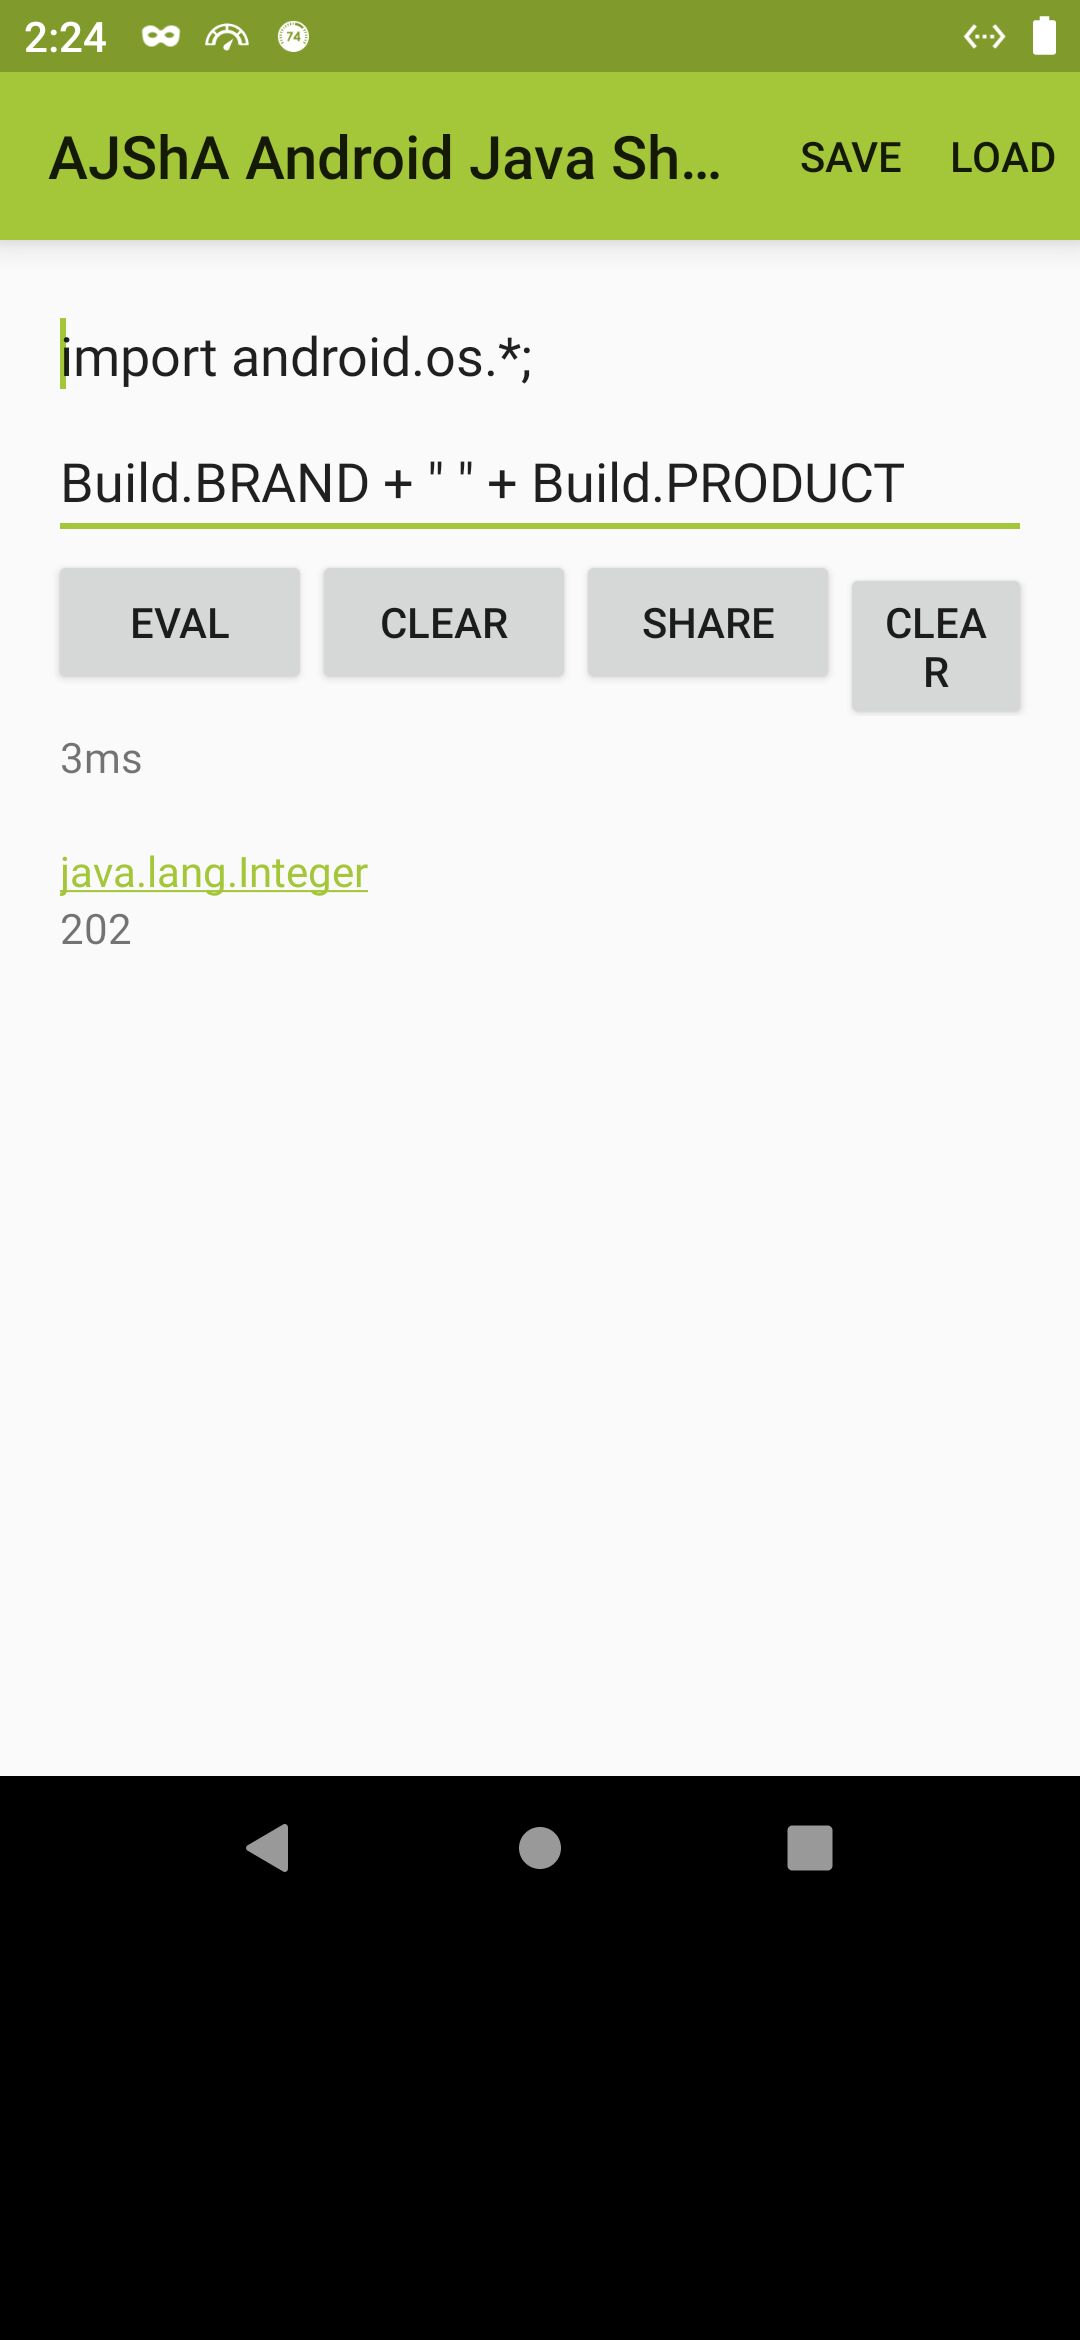 2:24
74
AJShA Android Java Sh...
SAVE
LOAD
import android.os.*;
Build.BRAND + " " + Build.PRODUCT
EVAL
CLEAR
SHARE
CLEA
R
3ms
java.lang.Integer
202